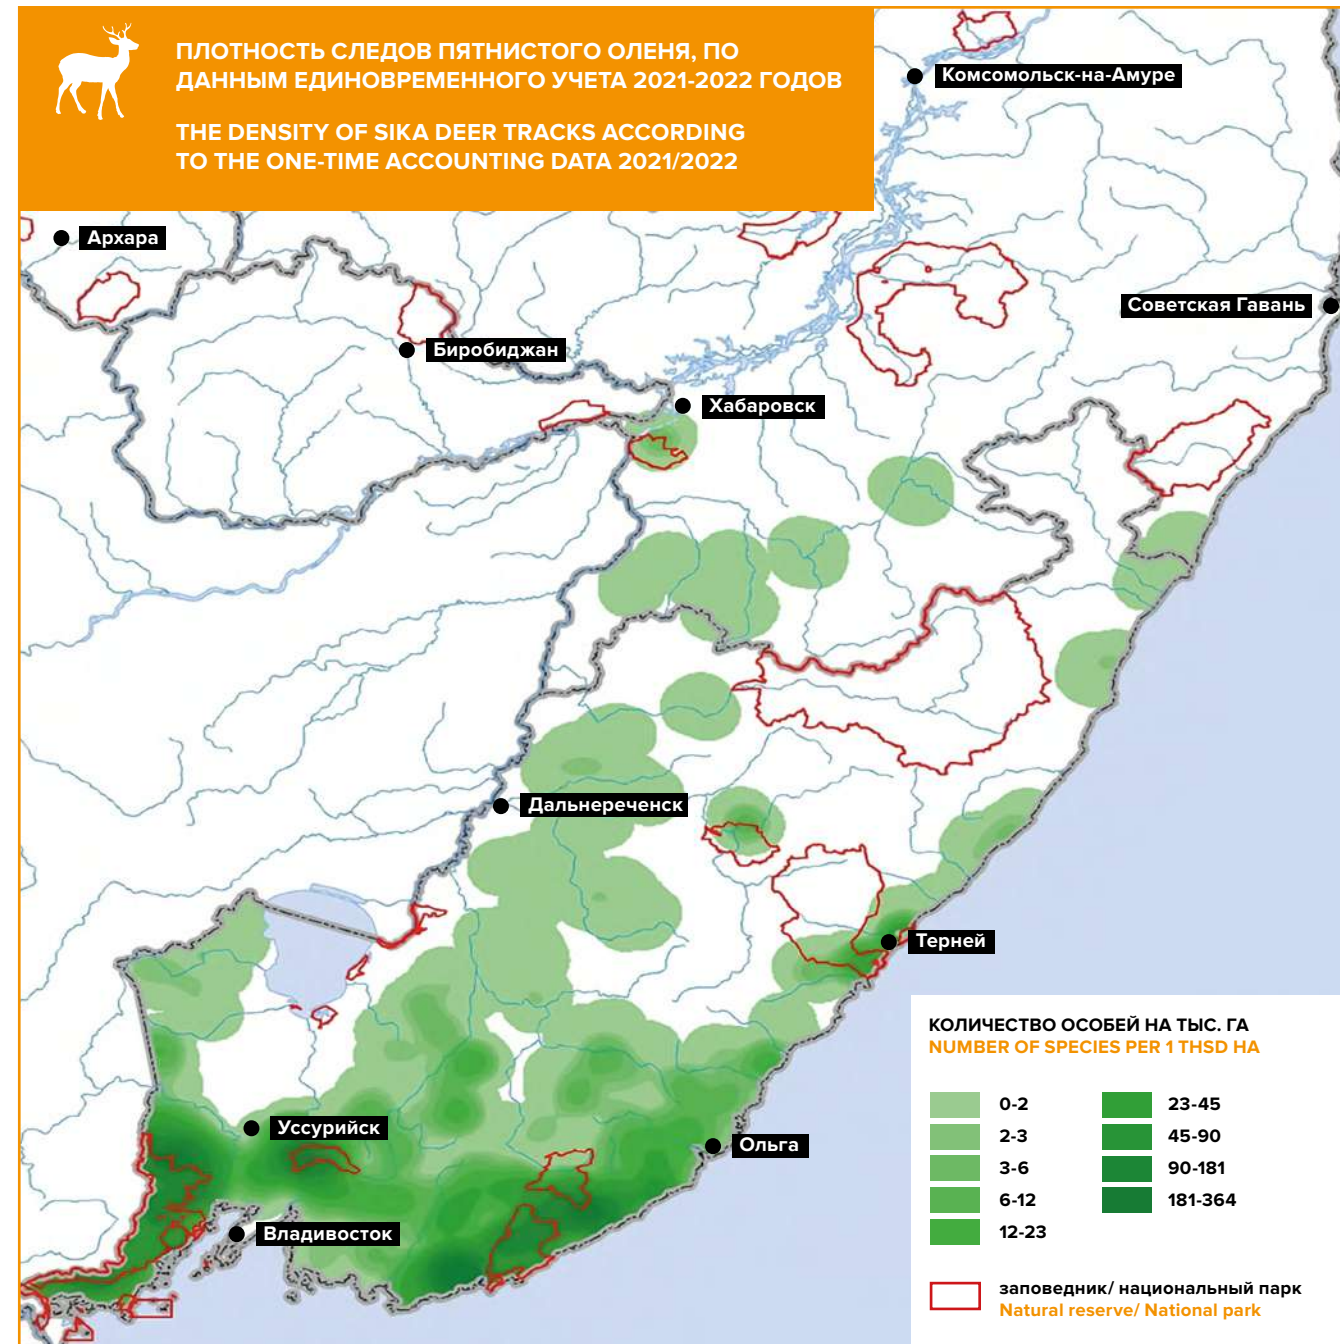 ПЛОТНОСТЬ СЛЕДОВ ПЯТНИСТОГО ОЛЕНЯ, ПО
ДАННЫМ ЕДИНОВРЕМЕННОГО УЧЕТА 2021-2022 ГОДОВ
THE DENSITY OF SIKA DEER TRACKS ACCORDING
TO THE ONE-TIME ACCOUNTING DATA 2021/2022
Комсомольск-на-Амуре
Архара
Советская Гавань
Биробиджан
Хабаровск
Дальнереченск
Терней
Уссурийск
Ольга
Владивосток
КОЛИЧЕСТВО ОСОБЕЙ НА ТЫС. ГА
NUMBER OF SPECIES PER 1 THSD HA
0-2
2-3
3-6
6-12
12-23
23-45
45-90
90-181
181-364
заповедник/ национальный парк
Natural reserve/ National park